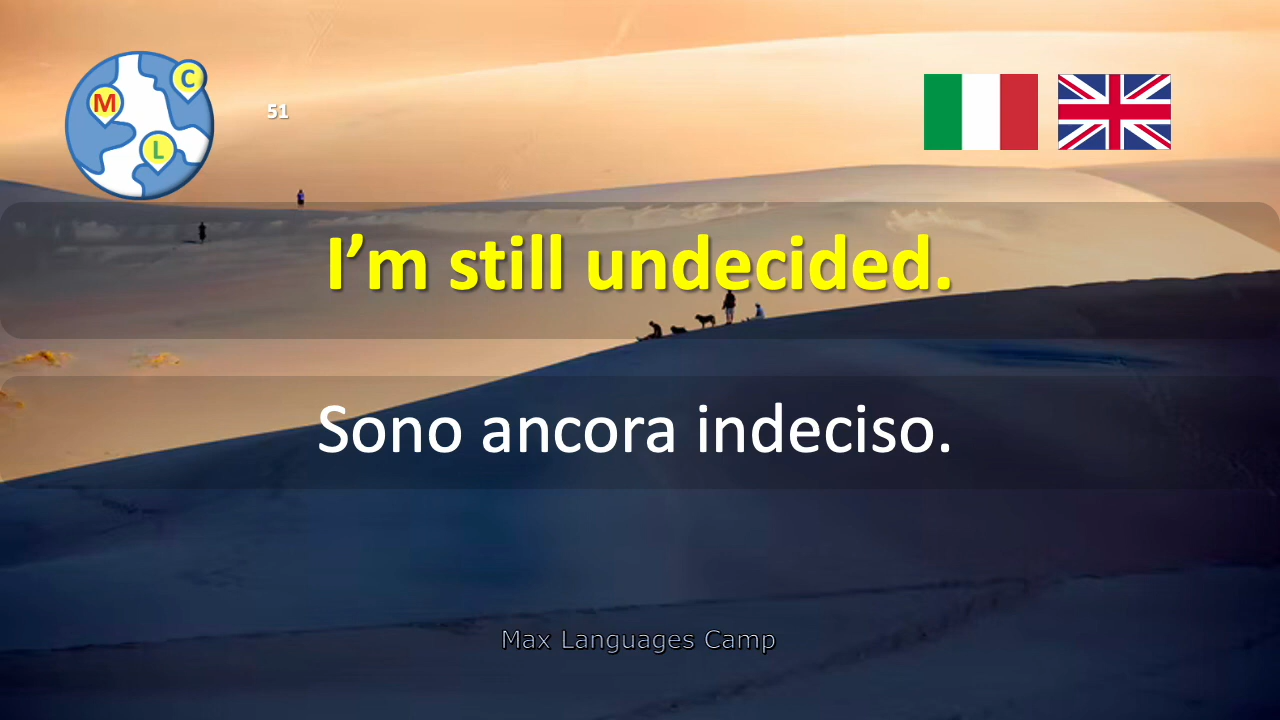 C
M
L
51
I’m still undecided.
Sono ancora indeciso.
Max Languages Camp